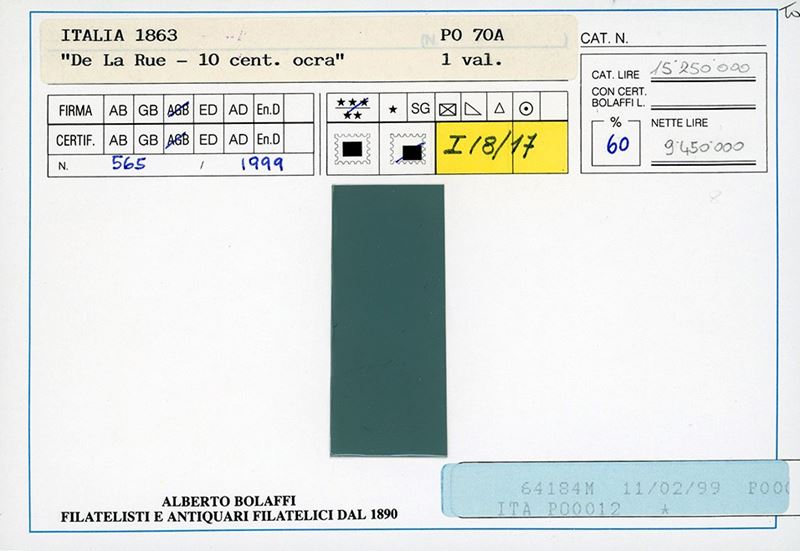 ITALIA 1863 PO 70A
"De La Rue - 10 cent. ocra" 1 val.
(N. )
To
CAT. N.
CAT. LIRE 15'250'000
CON CERT.
BOLAFFI L.
% NETTE LIRE
60 9'450'000
FIRMA AB GB AGB ED AD En.D
CERTIF. AB GB AGB ED AD En.D
N. 565 / 1999
★★★
★★ ★ SG
I 18/17
ALBERTO BOLAFFI
FILATELISTI E ANTIQUARI FILATELICI DAL 1890
64184M 11/02/99 P00
ITA PO0012 *